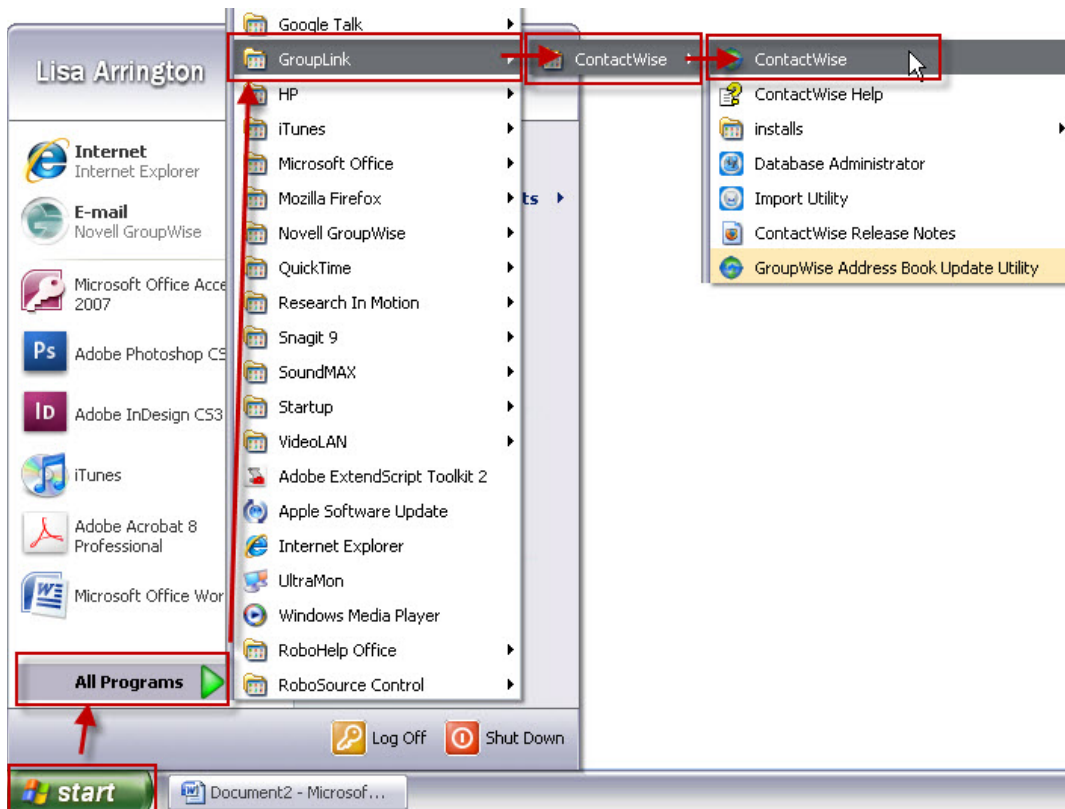 Lisa Arrington
Internet
Internet Explorer
E-mail
Novell GroupWise
Microsoft Office Acce
2007
Ps
Adobe Photoshop CS
ID
Adobe InDesign CS3
iTunes
Adobe Acrobat 8
Professional
Microsoft Office Wor
All Programs
Google Talk
GroupLink
HP
iTunes
Microsoft Office
Mozilla Firefox
Novell GroupWise
QuickTime
Research In Motion
Snagit 9
SoundMAX
Startup
VideoLAN
Adobe ExtendScript Toolkit 2
Apple Software Update
Internet Explorer
UltraMon
Windows Media Player
RoboHelp Office
RoboSource Control
ts
ContactWise
ContactWise
ContactWise Help
installs
Database Administrator
Import Utility
ContactWise Release Notes
GroupWise Address Book Update Utility
Log Off
Shut Down
start
Document2 - Microsof...